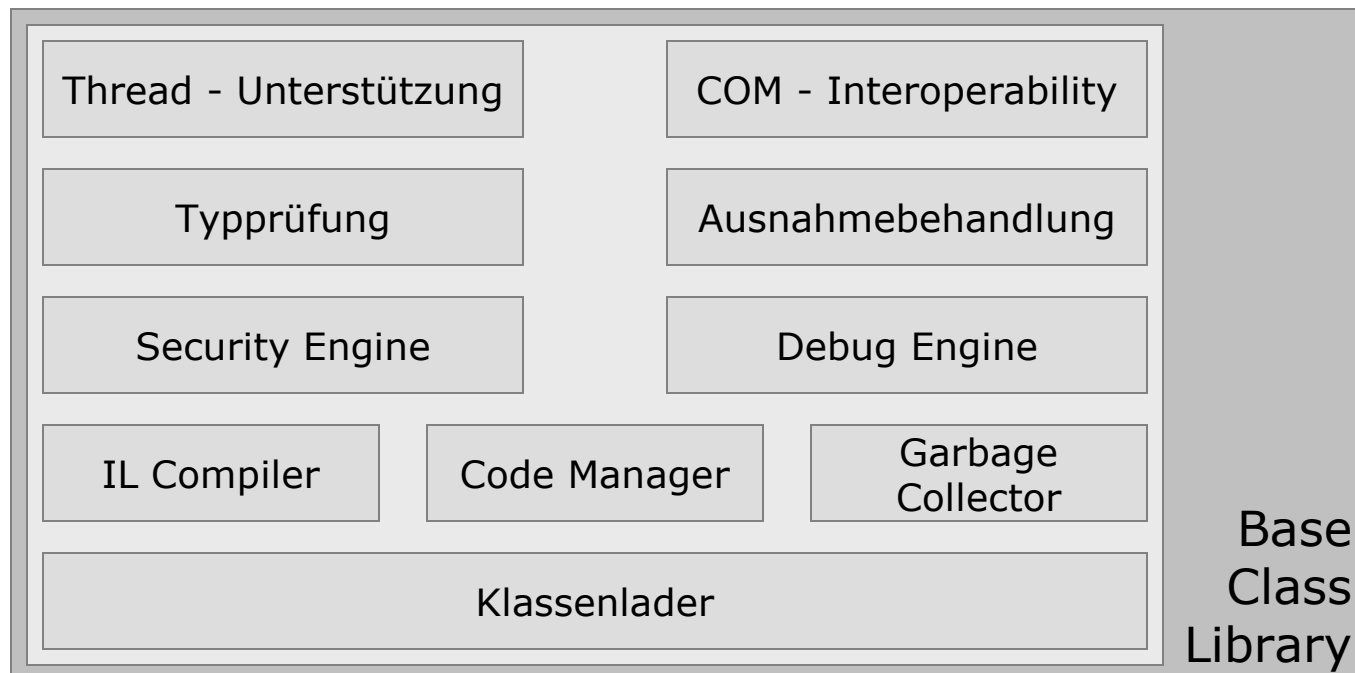 Thread - Unterstützung
COM - Interoperability
Typprüfung
Ausnahmebehandlung
Security Engine
Debug Engine
IL Compiler
Code Manager
Garbage
Collector
Klassenlader
Base
Class
Library